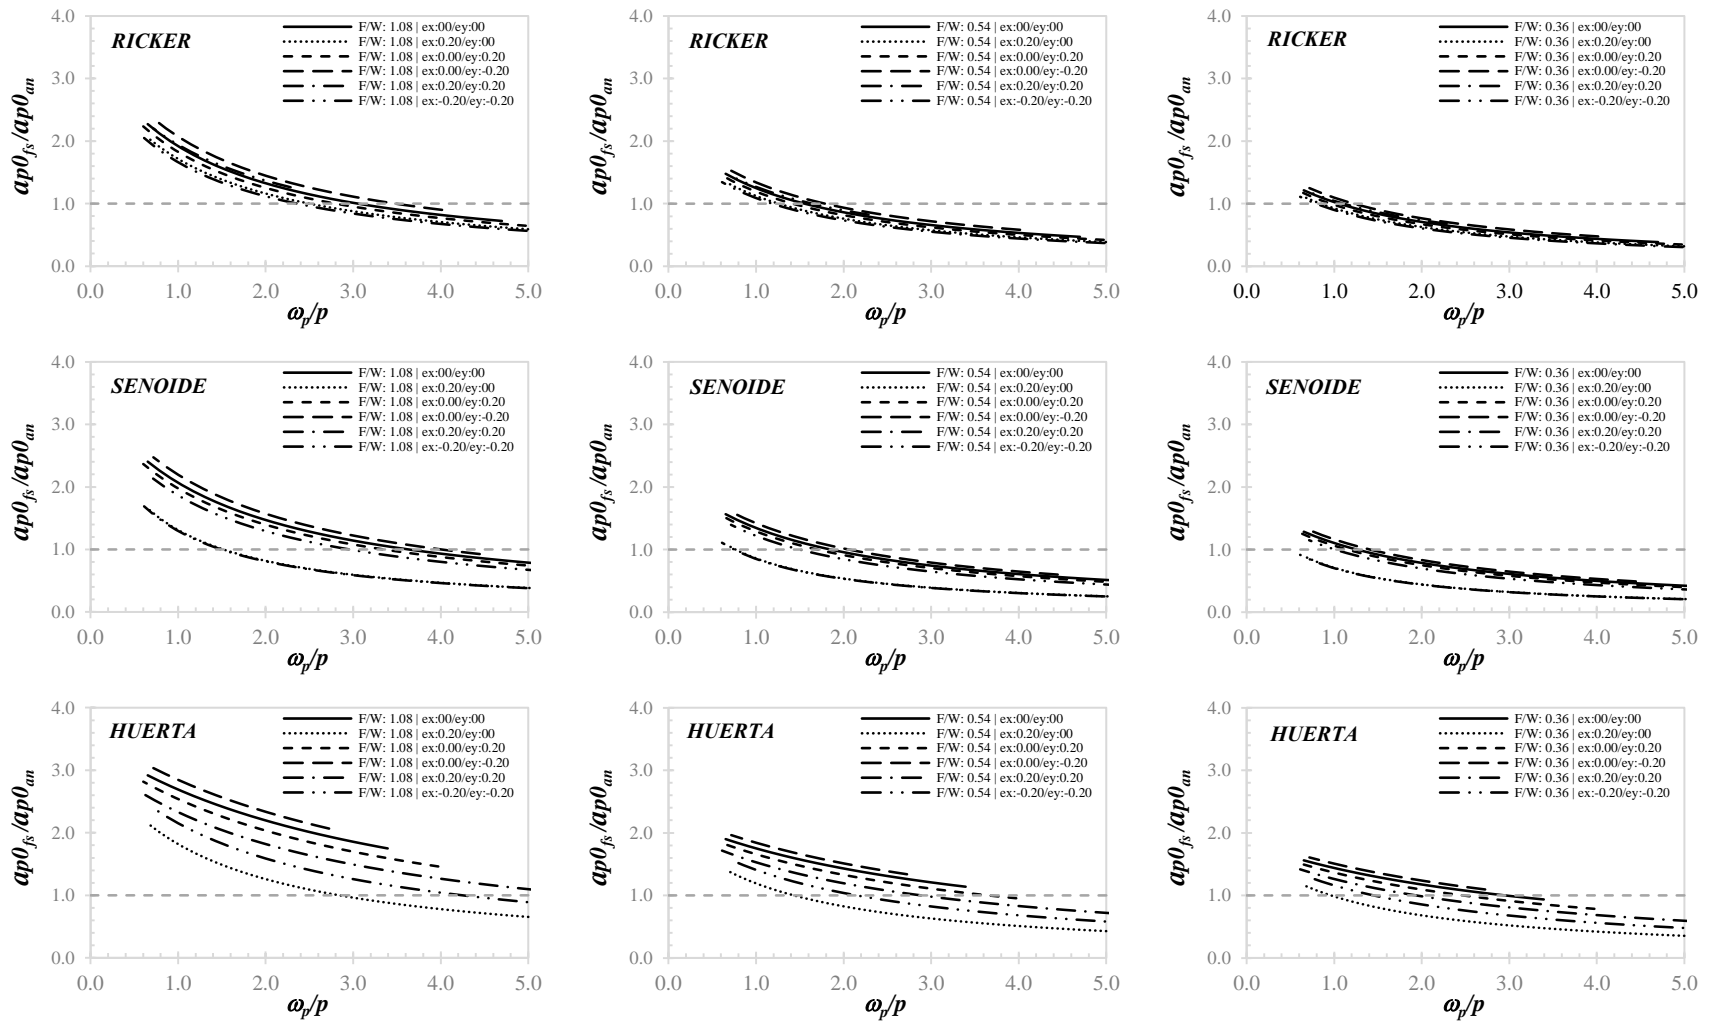 RICKER
F/W: 1.08 | ex:00/ey:00
F/W: 1.08 | ex:0.20/ey:00
F/W: 1.08 | ex:0.00/ey:0.20
F/W: 1.08 | ex:0.00/ey:-0.20
F/W: 1.08 | ex:0.20/ey:0.20
F/W: 1.08 | ex:-0.20/ey:-0.20
4.0
3.0
2.0
1.0
0.0
ap0fs/ap0an
0.0 1.0 2.0 3.0 4.0 5.0
ωp/p
RICKER
F/W: 0.54 | ex:00/ey:00
F/W: 0.54 | ex:0.20/ey:00
F/W: 0.54 | ex:0.00/ey:0.20
F/W: 0.54 | ex:0.00/ey:-0.20
F/W: 0.54 | ex:0.20/ey:0.20
F/W: 0.54 | ex:-0.20/ey:-0.20
4.0
3.0
2.0
1.0
0.0
ap0fs/ap0an
0.0 1.0 2.0 3.0 4.0 5.0
ωp/p
RICKER
F/W: 0.36 | ex:00/ey:00
F/W: 0.36 | ex:0.20/ey:00
F/W: 0.36 | ex:0.00/ey:0.20
F/W: 0.36 | ex:0.00/ey:-0.20
F/W: 0.36 | ex:0.20/ey:0.20
F/W: 0.36 | ex:-0.20/ey:-0.20
4.0
3.0
2.0
1.0
0.0
ap0fs/ap0an
0.0 1.0 2.0 3.0 4.0 5.0
ωp/p
SENOIDE
F/W: 1.08 | ex:00/ey:00
F/W: 1.08 | ex:0.20/ey:00
F/W: 1.08 | ex:0.00/ey:0.20
F/W: 1.08 | ex:0.00/ey:-0.20
F/W: 1.08 | ex:0.20/ey:0.20
F/W: 1.08 | ex:-0.20/ey:-0.20
4.0
3.0
2.0
1.0
0.0
ap0fs/ap0an
0.0 1.0 2.0 3.0 4.0 5.0
ωp/p
SENOIDE
F/W: 0.54 | ex:00/ey:00
F/W: 0.54 | ex:0.20/ey:00
F/W: 0.54 | ex:0.00/ey:0.20
F/W: 0.54 | ex:0.00/ey:-0.20
F/W: 0.54 | ex:0.20/ey:0.20
F/W: 0.54 | ex:-0.20/ey:-0.20
4.0
3.0
2.0
1.0
0.0
ap0fs/ap0an
0.0 1.0 2.0 3.0 4.0 5.0
ωp/p
SENOIDE
F/W: 0.36 | ex:00/ey:00
F/W: 0.36 | ex:0.20/ey:00
F/W: 0.36 | ex:0.00/ey:0.20
F/W: 0.36 | ex:0.00/ey:-0.20
F/W: 0.36 | ex:0.20/ey:0.20
F/W: 0.36 | ex:-0.20/ey:-0.20
4.0
3.0
2.0
1.0
0.0
ap0fs/ap0an
0.0 1.0 2.0 3.0 4.0 5.0
ωp/p
HUERTA
F/W: 1.08 | ex:00/ey:00
F/W: 1.08 | ex:0.20/ey:00
F/W: 1.08 | ex:0.00/ey:0.20
F/W: 1.08 | ex:0.00/ey:-0.20
F/W: 1.08 | ex:0.20/ey:0.20
F/W: 1.08 | ex:-0.20/ey:-0.20
4.0
3.0
2.0
1.0
0.0
ap0fs/ap0an
0.0 1.0 2.0 3.0 4.0 5.0
ωp/p
HUERTA
F/W: 0.54 | ex:00/ey:00
F/W: 0.54 | ex:0.20/ey:00
F/W: 0.54 | ex:0.00/ey:0.20
F/W: 0.54 | ex:0.00/ey:-0.20
F/W: 0.54 | ex:0.20/ey:0.20
F/W: 0.54 | ex:-0.20/ey:-0.20
4.0
3.0
2.0
1.0
0.0
ap0fs/ap0an
0.0 1.0 2.0 3.0 4.0 5.0
ωp/p
HUERTA
F/W: 0.36 | ex:00/ey:00
F/W: 0.36 | ex:0.20/ey:00
F/W: 0.36 | ex:0.00/ey:0.20
F/W: 0.36 | ex:0.00/ey:-0.20
F/W: 0.36 | ex:0.20/ey:0.20
F/W: 0.36 | ex:-0.20/ey:-0.20
4.0
3.0
2.0
1.0
0.0
ap0fs/ap0an
0.0 1.0 2.0 3.0 4.0 5.0
ωp/p